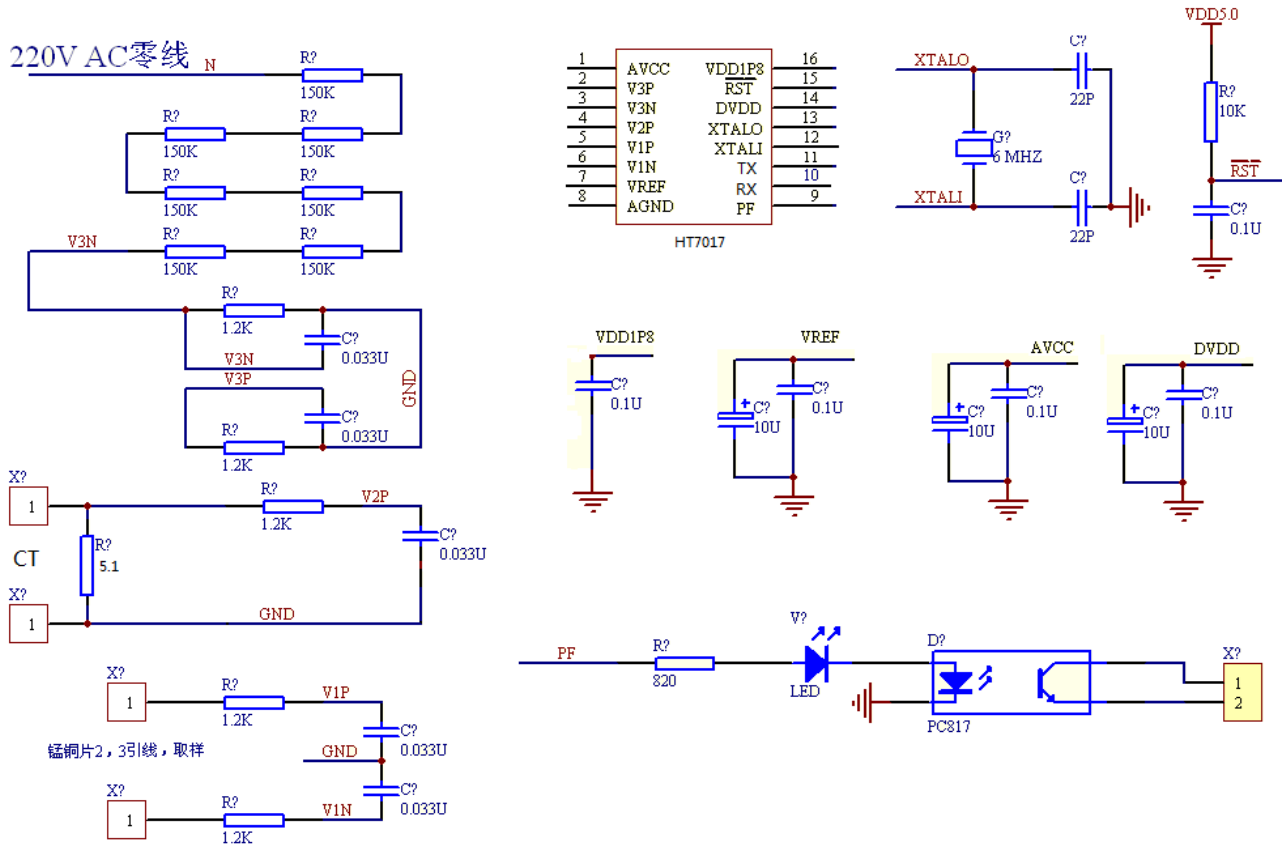 220V AC零线
N
R?
150K
R?
150K
R?
150K
R?
150K
R?
150K
V3N
R?
150K
R?
150K
R?
1.2K
C?
0.033U
V3N
V3P
C?
0.033U
GND
R?
1.2K
X?
1
R?
1.2K
V2P
C?
0.033U
CT
R?
5.1
X?
1
GND
X?
1
R?
1.2K
V1P
C?
0.033U
锰铜片2，3引线，取样
GND
C?
0.033U
X?
1
R?
1.2K
V1N
1 AVCC VDD1P8 16
2 V3P RST 15
3 V3N DVDD 14
4 V2P XTALO 13
5 V1P XTALI 12
6 V1N TX 11
7 VREF RX 10
8 AGND PF 9
HT7017
XTALO
C?
22P
G?
6 MHZ
XTALI
C?
22P
VDD5.0
R?
10K
RST
C?
0.1U
VDD1P8
C?
0.1U
VREF
C?
10U
C?
0.1U
AVCC
C?
10U
C?
0.1U
DVDD
C?
10U
C?
0.1U
PF
R?
820
V?
LED
D?
PC817
X?
1
2